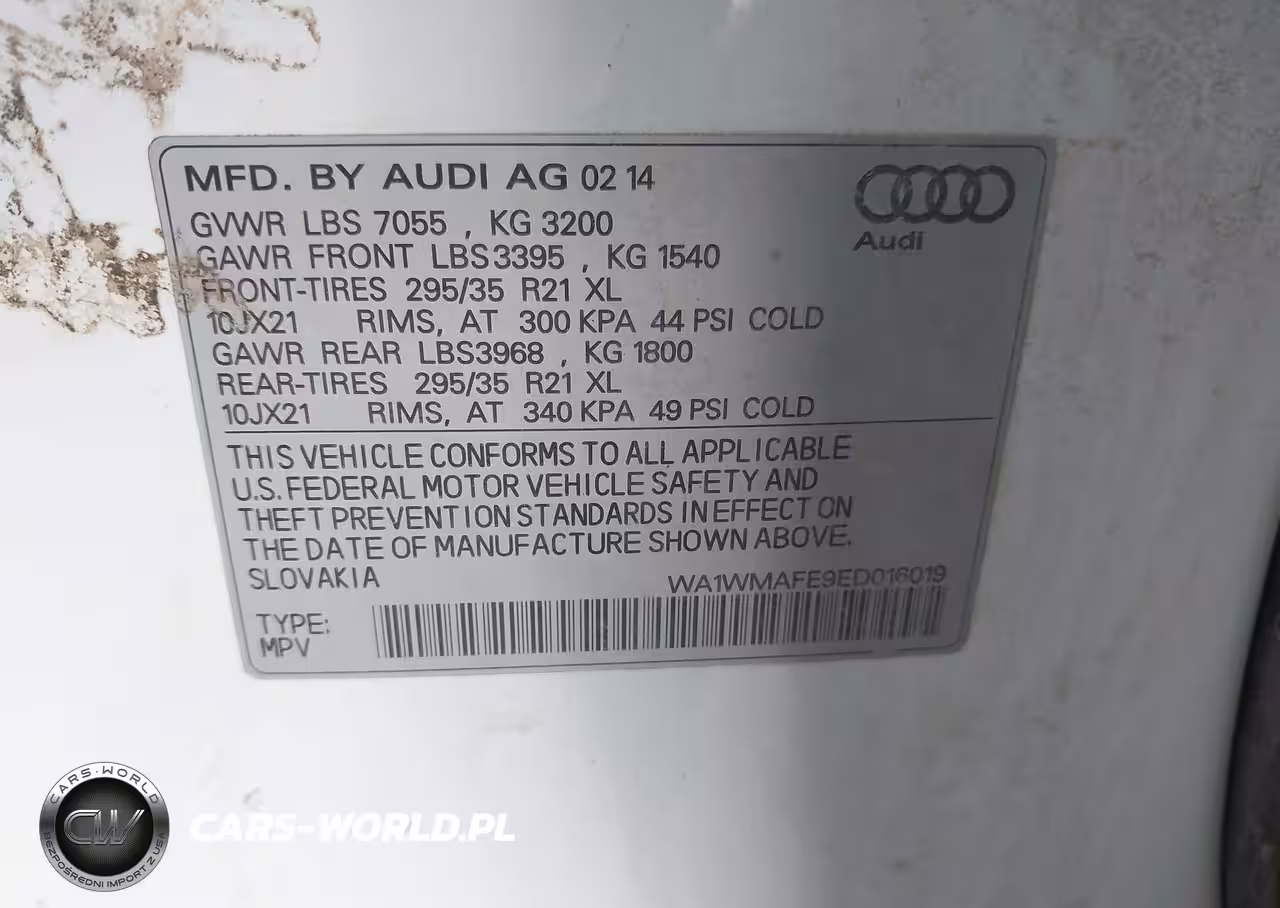 MFD. BY AUDI AG 02 14
Audi
GVWR LBS 7055 , KG 3200
GAWR FRONT LBS3395 , KG 1540
FRONT-TIRES 295/35 R21 XL
10JX21 RIMS, AT 300 KPA 44 PSI COLD
GAWR REAR LBS3968 , KG 1800
REAR-TIRES 295/35 R21 XL
10JX21 RIMS, AT 340 KPA 49 PSI COLD
THIS VEHICLE CONFORMS TO ALL APPLICABLE
U.S. FEDERAL MOTOR VEHICLE SAFETY AND
THEFT PREVENTION STANDARDS IN EFFECT ON
THE DATE OF MANUFACTURE SHOWN ABOVE.
SLOVAKIA WA1WMAFE9ED016019
TYPE:
MPV
CARS-WORLD
CW
BEZPOŚREDNI IMPORT Z USA
CARS-WORLD.PL